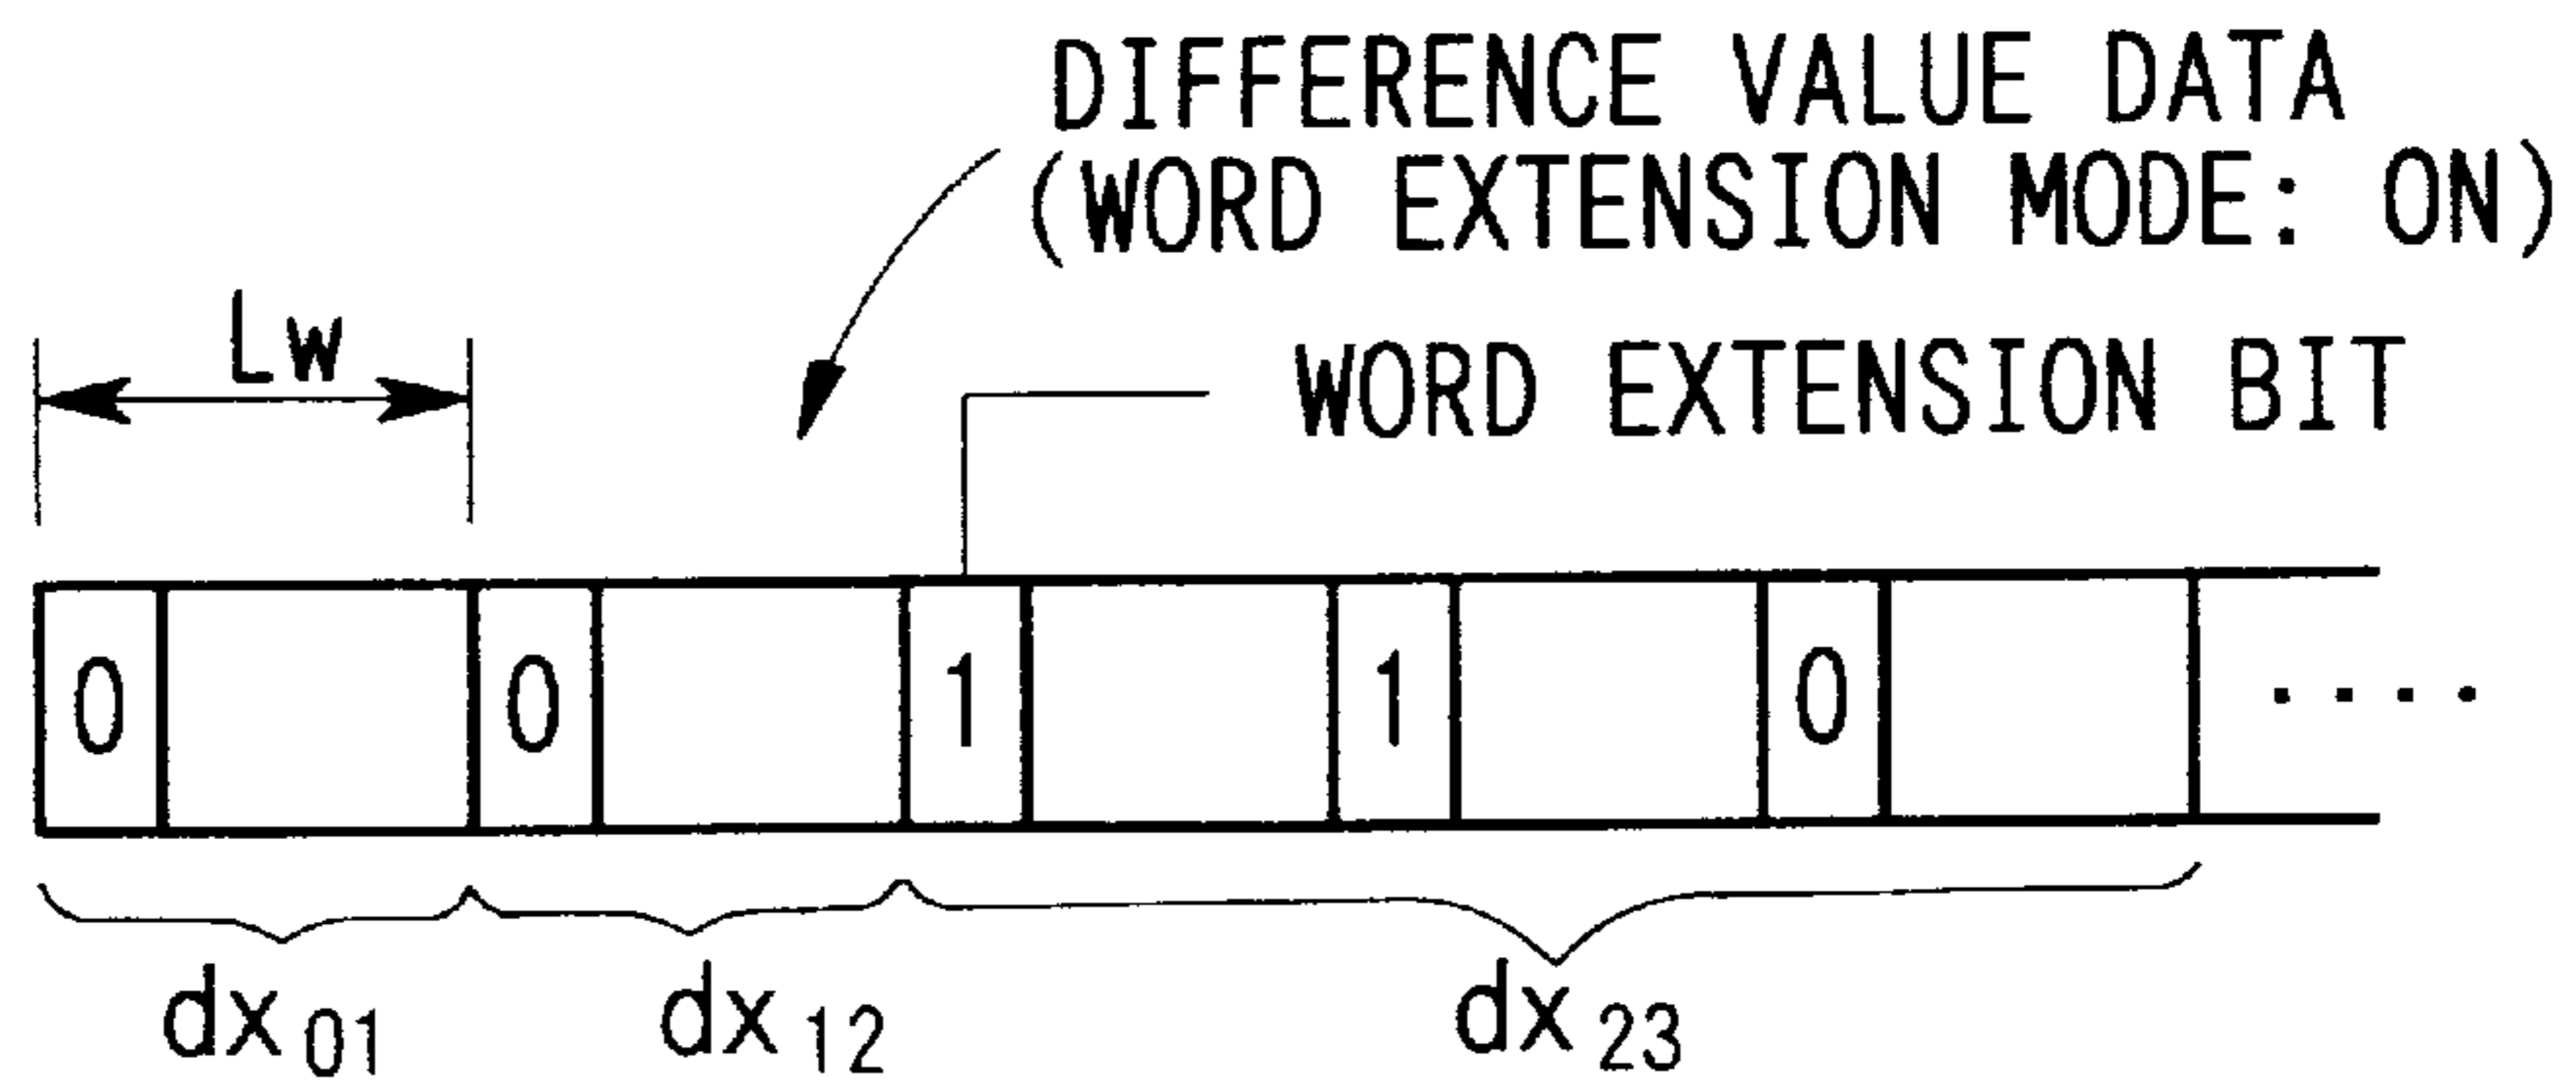 DIFFERENCE VALUE DATA
(WORD EXTENSION MODE: ON)
Lw
WORD EXTENSION BIT
0 0 1 1 0 ....
dx01 dx12 dx23